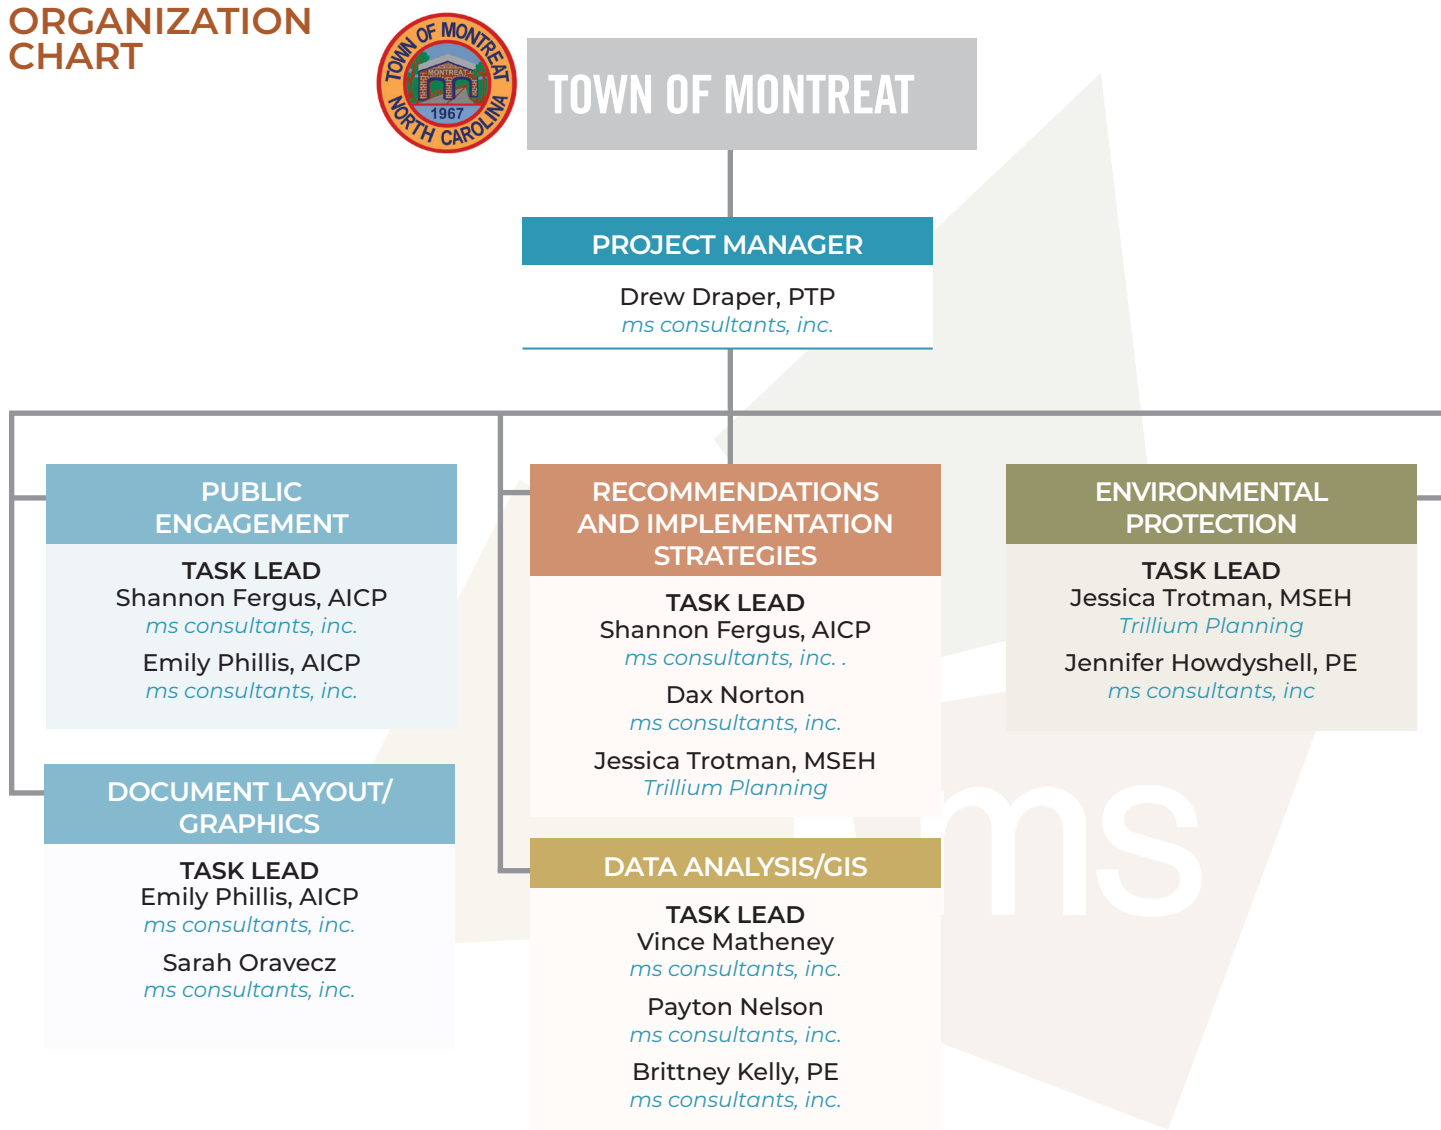 ORGANIZATION
CHART
TOWN OF MONTREAT
MONTREAT
1967
NORTH CAROLINA
TOWN OF MONTREAT
PROJECT MANAGER
Drew Draper, PTP
ms consultants, inc.
PUBLIC
ENGAGEMENT
TASK LEAD
Shannon Fergus, AICP
ms consultants, inc.
Emily Phillis, AICP
ms consultants, inc.
DOCUMENT LAYOUT/
GRAPHICS
TASK LEAD
Emily Phillis, AICP
ms consultants, inc.
Sarah Oravecz
ms consultants, inc.
RECOMMENDATIONS
AND IMPLEMENTATION
STRATEGIES
TASK LEAD
Shannon Fergus, AICP
ms consultants, inc. .
Dax Norton
ms consultants, inc.
Jessica Trotman, MSEH
Trillium Planning
DATA ANALYSIS/GIS
TASK LEAD
Vince Matheney
ms consultants, inc.
Payton Nelson
ms consultants, inc.
Brittney Kelly, PE
ms consultants, inc.
ENVIRONMENTAL
PROTECTION
TASK LEAD
Jessica Trotman, MSEH
Trillium Planning
Jennifer Howdyshell, PE
ms consultants, inc
ms